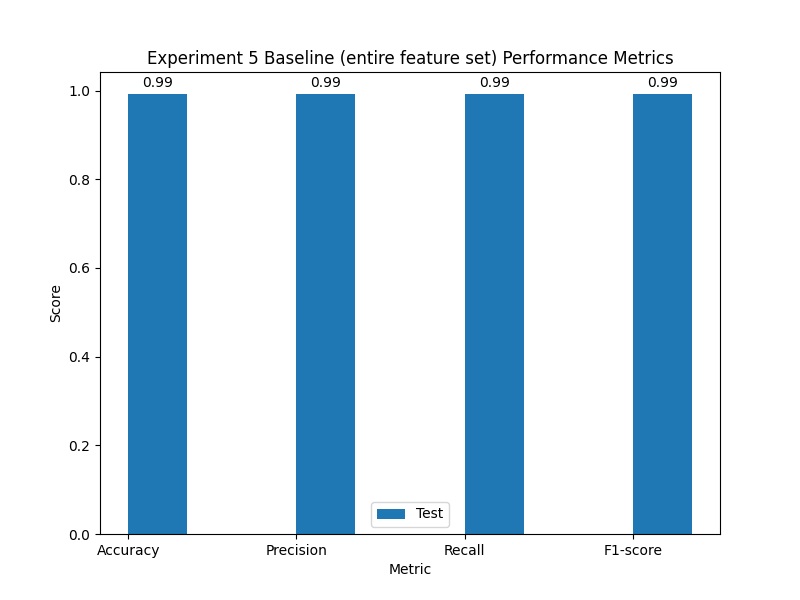 Experiment 5 Baseline (entire feature set) Performance Metrics
0.99 0.99 0.99 0.99
1.0
0.8
0.6
0.4
0.2
0.0
Score
Test
Accuracy Precision Recall F1-score
Metric